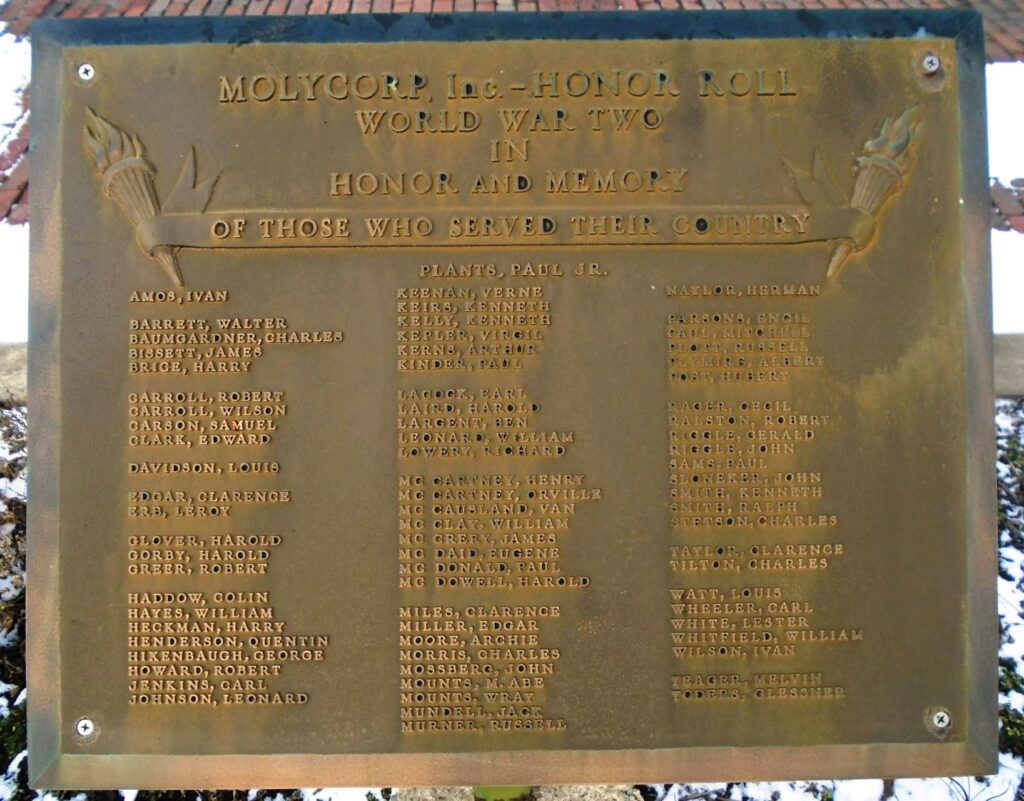 MOLYCORP, Inc. - HONOR ROLL
WORLD WAR TWO
IN
HONOR AND MEMORY
OF THOSE WHO SERVED THEIR COUNTRY
PLANTS, PAUL JR.
AMOS, IVAN
BARRETT, WALTER
BAUMGARDNER, CHARLES
BISSETT, JAMES
BRICE, HARRY
CARROLL, ROBERT
CARROLL, WILSON
CARSON, SAMUEL
CLARK, EDWARD
DAVIDSON, LOUIS
EDGAR, CLARENCE
ERB, LEROY
GLOVER, HAROLD
GORBY, HAROLD
GREER, ROBERT
HADDOW, COLIN
HAYES, WILLIAM
HECKMAN, HARRY
HENDERSON, QUENTIN
HIXENBAUGH, GEORGE
HOWARD, ROBERT
JENKINS, CARL
JOHNSON, LEONARD
KEENAN, VERNE
KEIRS, KENNETH
KELLY, KENNETH
KEPLER, VIRGIL
KERNS, ARTHUR
KINDER, PAUL
LACOCK, EARL
LAIRD, HAROLD
LARGENT, BEN
LEONARD, WILLIAM
LOWERY, RICHARD
MC CARTNEY, HENRY
MC CARTNEY, ORVILLE
MC CAUSLAND, VAN
MC CLAY, WILLIAM
MC CRERY, JAMES
MC DAID, EUGENE
MC DONALD, PAUL
MC DOWELL, HAROLD
MILES, CLARENCE
MILLER, EDGAR
MOORE, ARCHIE
MORRIS, CHARLES
MOSSBERG, JOHN
MOUNTS, M. ABE
MOUNTS, WRAY
MUNDELL, JACK
MURNER, RUSSELL
NAYLOR, HERMAN
PARSONS, ENCIL
PAUL, MITCHELL
PLOTT, RUSSELL
PLYMIRE, ALBERT
POST, HUBERT
RAGER, CECIL
RALSTON, ROBERT
RIGGLE, GERALD
RIGGLE, JOHN
SAMS, PAUL
SLONEKER, JOHN
SMITH, KENNETH
SMITH, RALPH
STETSON, CHARLES
TAYLOR, CLARENCE
TILTON, CHARLES
WATT, LOUIS
WHEELER, CARL
WHITE, LESTER
WHITFIELD, WILLIAM
WILSON, IVAN
YEAGER, MELVIN
YODERS, GLESSNER